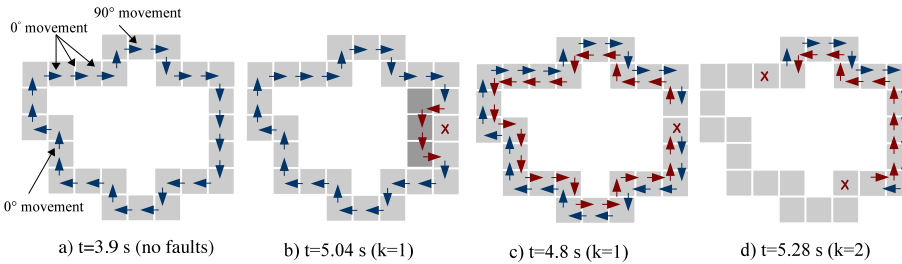 90° movement
0° movement
0° movement
X
X
X
X
a) t=3.9 s (no faults)
b) t=5.04 s (k=1)
c) t=4.8 s (k=1)
d) t=5.28 s (k=2)